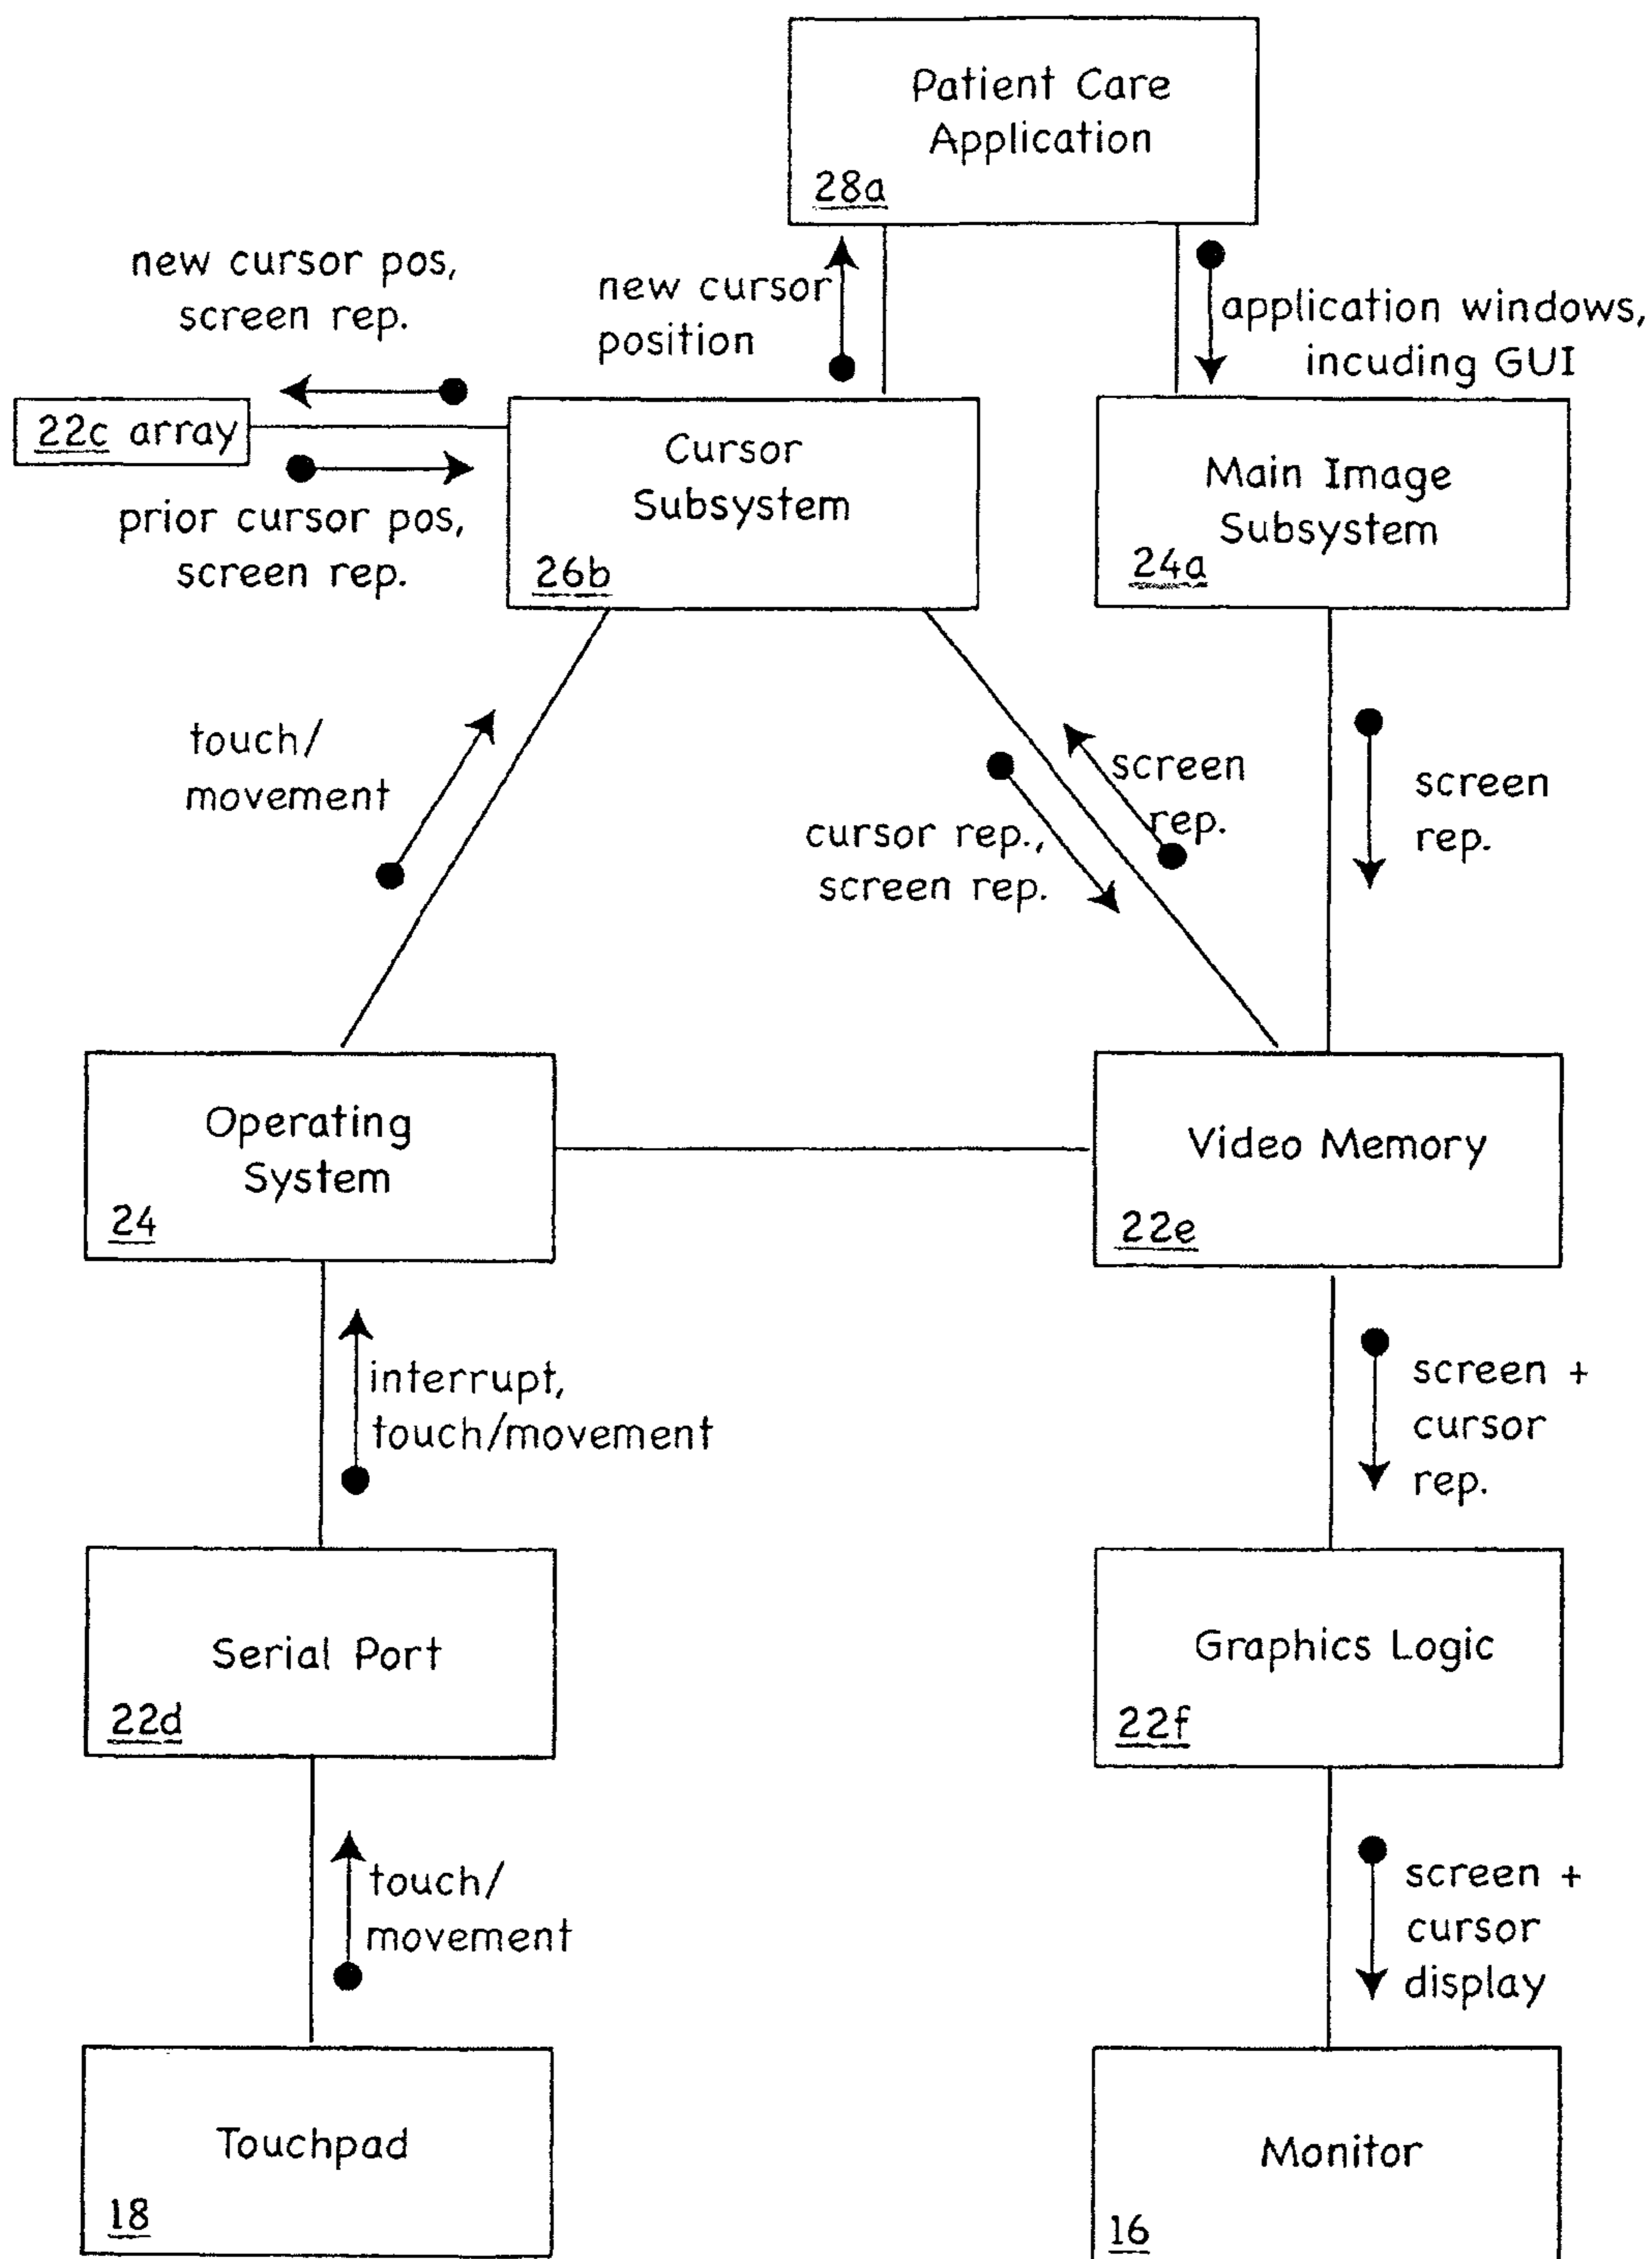 Patient Care
Application
28a
new cursor pos,
screen rep.
new cursor
position
application windows,
incuding GUI
22c array
prior cursor pos,
screen rep.
Cursor
Subsystem
26b
Main Image
Subsystem
24a
touch/
movement
screen
rep.
cursor rep.,
screen rep.
screen
rep.
Operating
System
24
Video Memory
22e
interrupt,
touch/movement
screen +
cursor
rep.
Serial Port
22d
Graphics Logic
22f
touch/
movement
screen +
cursor
display
Touchpad
18
Monitor
16